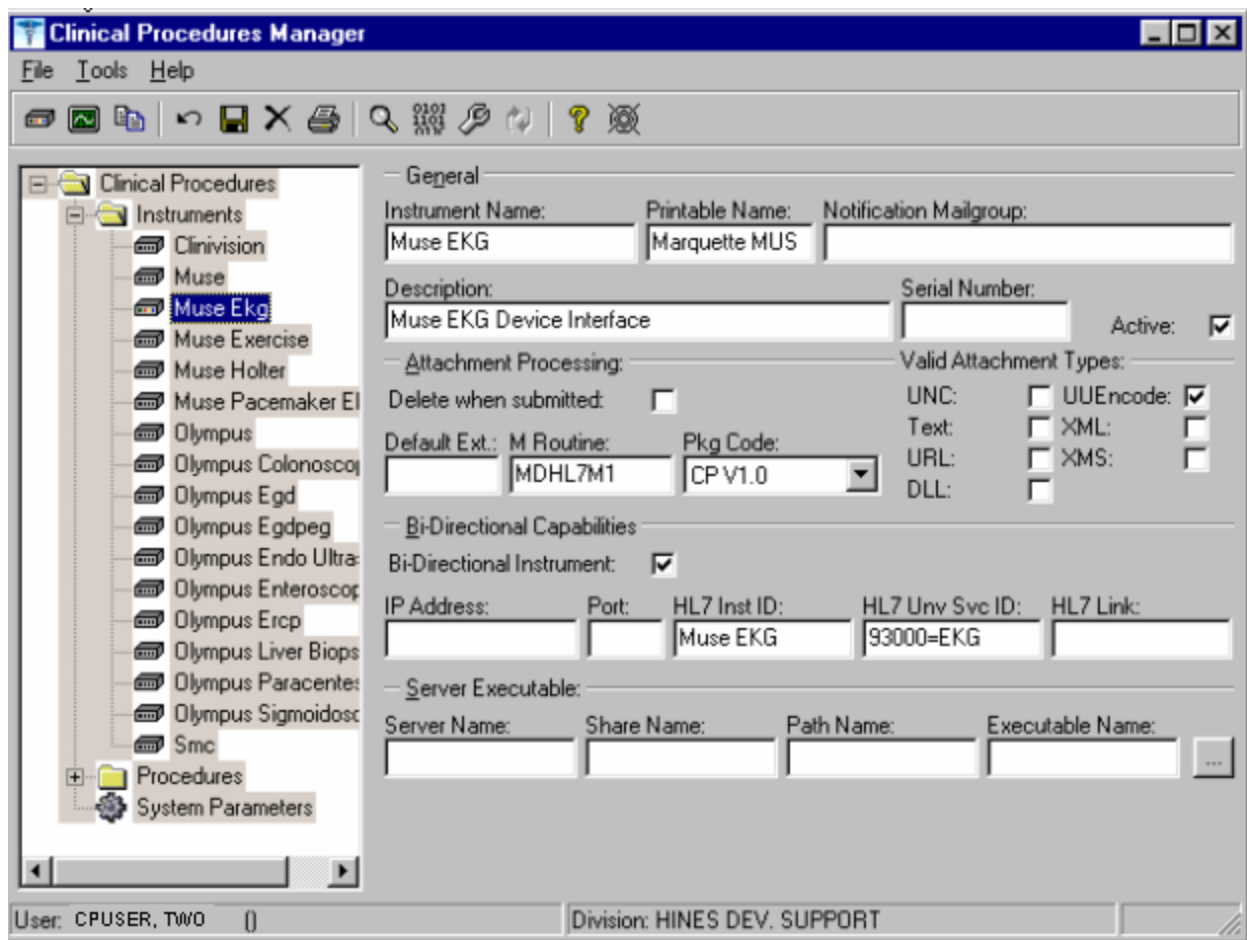 Clinical Procedures Manager
File Tools Help
Clinical Procedures
Instruments
Clinivision
Muse
Muse Ekg
Muse Exercise
Muse Holter
Muse Pacemaker El
Olympus
Olympus Colonoscop
Olympus Egd
Olympus Egdpeg
Olympus Endo Ultra
Olympus Enteroscop
Olympus Ercp
Olympus Liver Biops
Olympus Paracentes
Olympus Sigmoidosc
Smc
Procedures
System Parameters
General
Instrument Name: Printable Name: Notification Mailgroup:
Muse EKG Marquette MUS
Description: Serial Number:
Muse EKG Device Interface
Active:
Attachment Processing: Valid Attachment Types:
Delete when submitted: UNC: UUEncode:
Text: XML:
Default Ext.: M Routine: Pkg Code:
MDHL7M1 CP V1.0 URL: XMS:
DLL:
Bi-Directional Capabilities
Bi-Directional Instrument:
IP Address: Port: HL7 Inst ID: HL7 Unv Svc ID: HL7 Link:
Muse EKG 93000=EKG
Server Executable:
Server Name: Share Name: Path Name: Executable Name:
...
User: CPUSER, TWO () Division: HINES DEV. SUPPORT